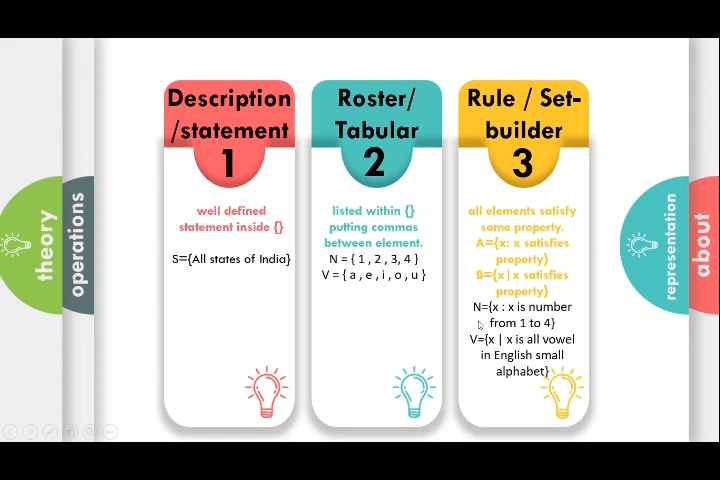 theory
operations
Description
/statement
1
well defined
statement inside {}
S={All states of India}
Roster/
Tabular
2
listed within {}
putting commas
between element.
N = { 1 , 2 , 3, 4 }
V = { a , e , i , o , u }
Rule / Set-
builder
3
all elements satisfy
some property.
A={x: x satisfies
property}
B={x|x satisfies
property}
N={x : x is number
from 1 to 4}
V={x | x is all vowel
in English small
alphabet}
representation
about